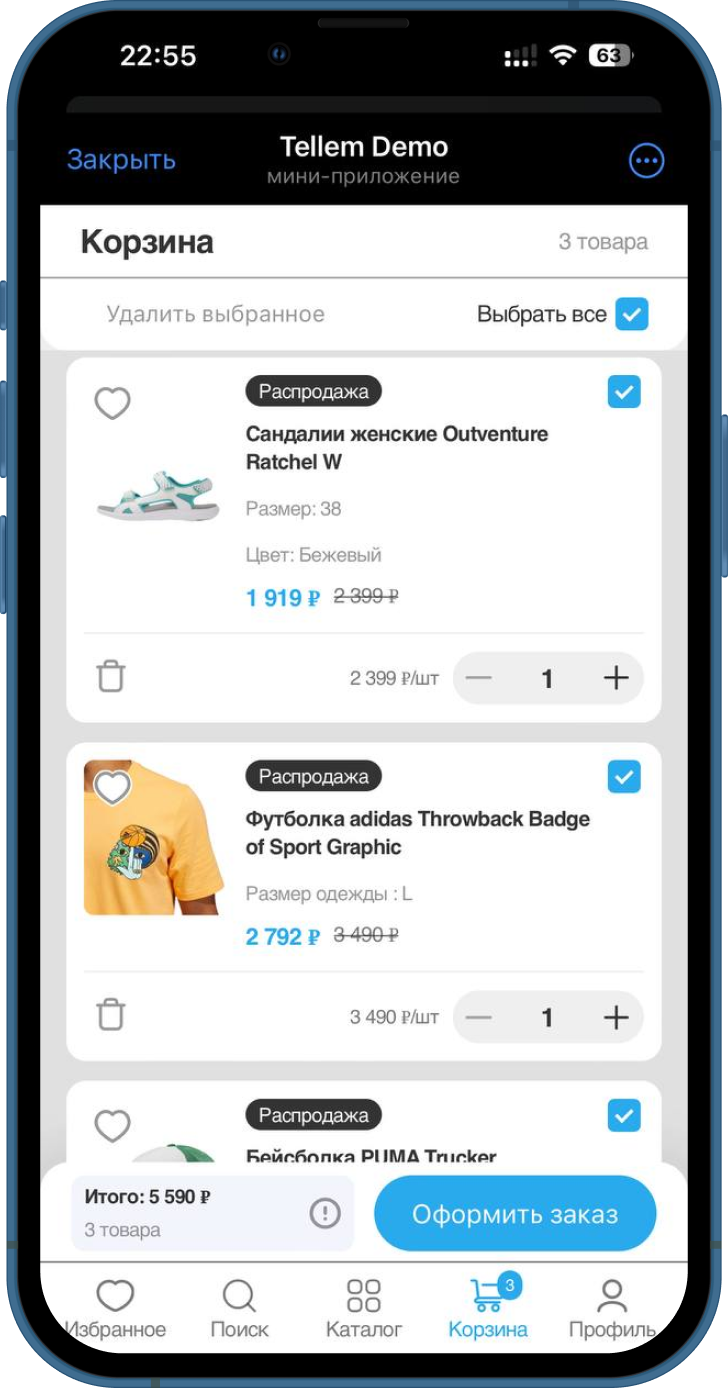 22:55
63
Закрыть
Tellem Demo
мини-приложение
Корзина
3 товара
Удалить выбранное
Выбрать все
Распродажа
Сандалии женские Outventure
Ratchel W
Размер: 38
Цвет: Бежевый
1 919 ₽ 2 399 ₽
2 399 ₽/шт
1
Распродажа
Футболка adidas Throwback Badge
of Sport Graphic
Размер одежды : L
2 792 ₽ 3 490 ₽
3 490 ₽/шт
1
Распродажа
Бейсболка PUMA Trucker
Итого: 5 590 ₽
3 товара
Оформить заказ
3
Избранное
Поиск
Каталог
Корзина
Профиль